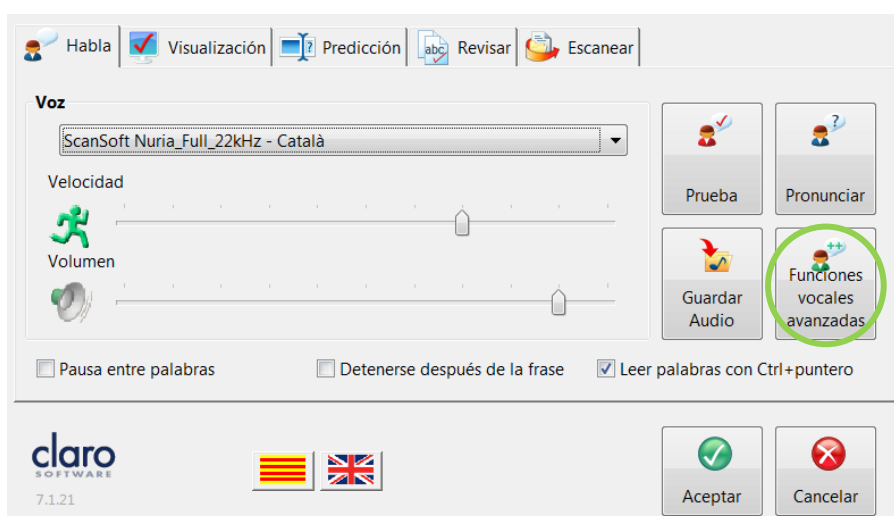 Habla Visualización Predicción Revisar Escanear
Voz
ScanSoft Nuria_Full_22kHz - Català
Velocidad
Volumen
Prueba
Pronunciar
Guardar
Audio
Funciones
vocales
avanzadas
Pausa entre palabras Detenerse después de la frase Leer palabras con Ctrl+puntero
claro
SOFTWARE
7.1.21
Aceptar
Cancelar